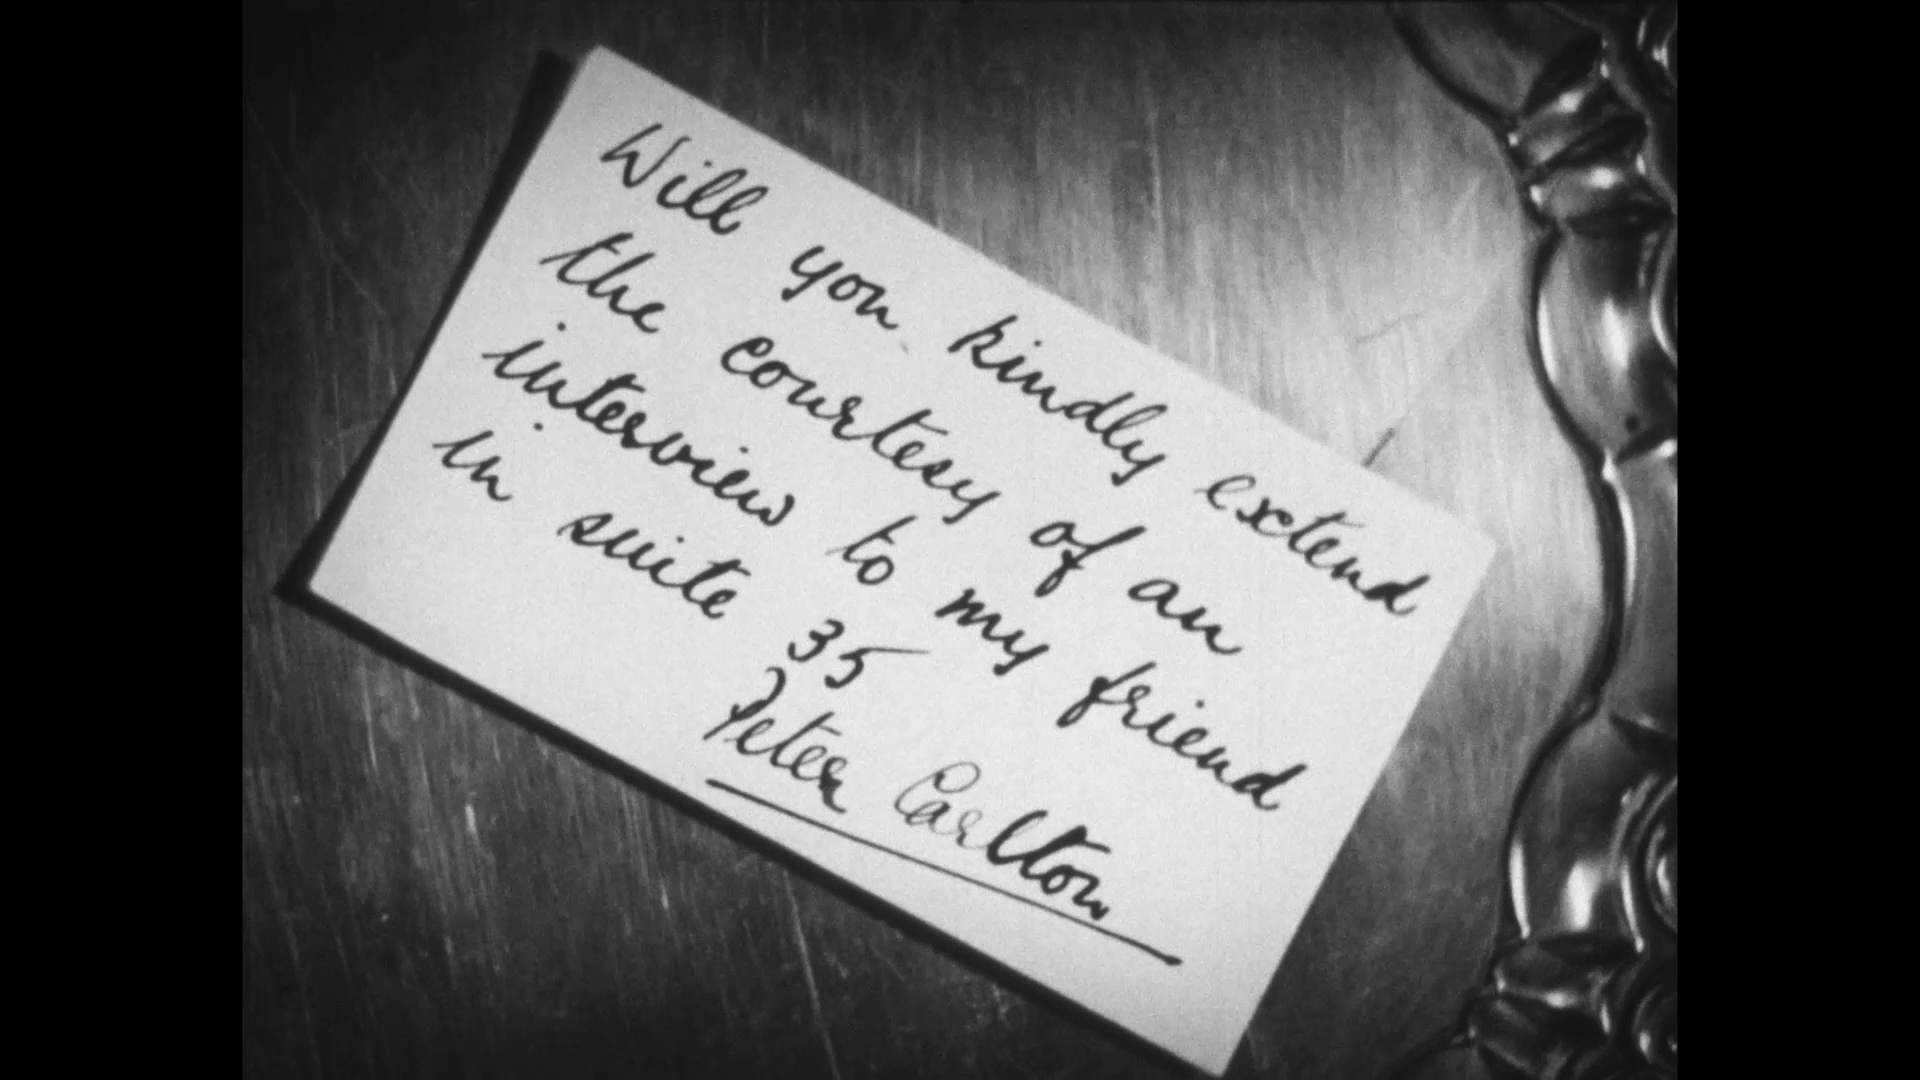 Will you kindly extend
the courtesy of an
interview to my friend
in suite 35
Peter Carlton